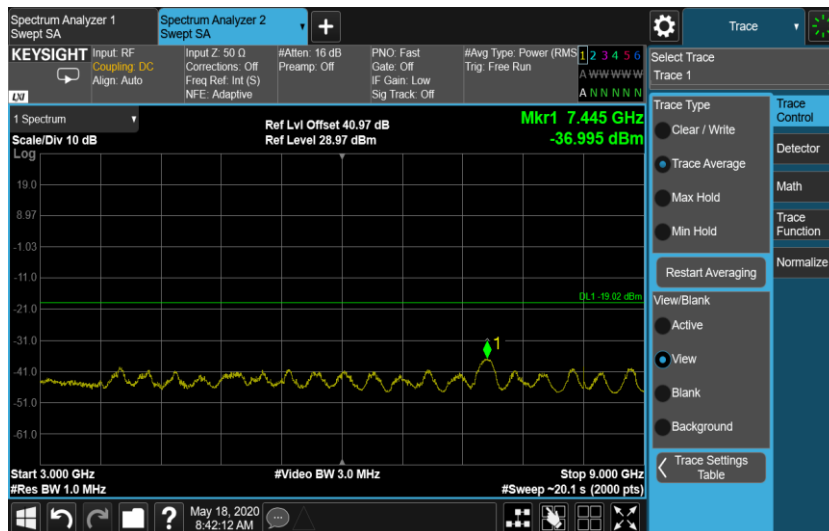 Spectrum Analyzer 1
Swept SA
Spectrum Analyzer 2
Swept SA
Trace
KEYSIGHT
LXI
Input: RF
Coupling: DC
Align: Auto
Input Z: 50 Ω
Corrections: Off
Freq Ref: Int (S)
NFE: Adaptive
#Atten: 16 dB
Preamp: Off
PNO: Fast
Gate: Off
IF Gain: Low
Sig Track: Off
#Avg Type: Power (RMS
Trig: Free Run
1 2 3 4 5 6
A W W W W W
A N N N N N
Select Trace
Trace 1
1 Spectrum
Scale/Div 10 dB
Ref Lvl Offset 40.97 dB
Ref Level 28.97 dBm
Mkr1 7.445 GHz
-36.995 dBm
Log
19.0
8.97
-1.03
-11.0
-21.0
-31.0
-41.0
-51.0
-61.0
DL1 -19.02 dBm
1
Start 3.000 GHz
#Res BW 1.0 MHz
#Video BW 3.0 MHz
Stop 9.000 GHz
#Sweep ~20.1 s (2000 pts)
Trace Type
Clear / Write
Trace Average
Max Hold
Min Hold
Restart Averaging
View/Blank
Active
View
Blank
Background
Trace Settings
Table
Trace
Control
Detector
Math
Trace
Function
Normalize
?
May 18, 2020
8:42:12 AM